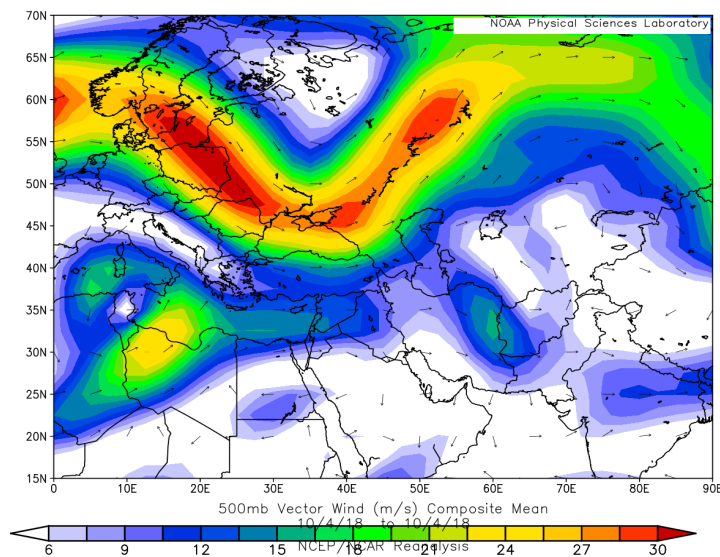 NOAA Physical Sciences Laboratory
70N
65N
60N
55N
50N
45N
40N
35N
30N
25N
20N
15N
0 10E 20E 30E 40E 50E 60E 70E 80E 90E
500mb Vector Wind (m/s) Composite Mean
10/4/18 to 10/4/18
6 9 12 15 18 21 24 27 30
NCEP/NCAR Reanalysis